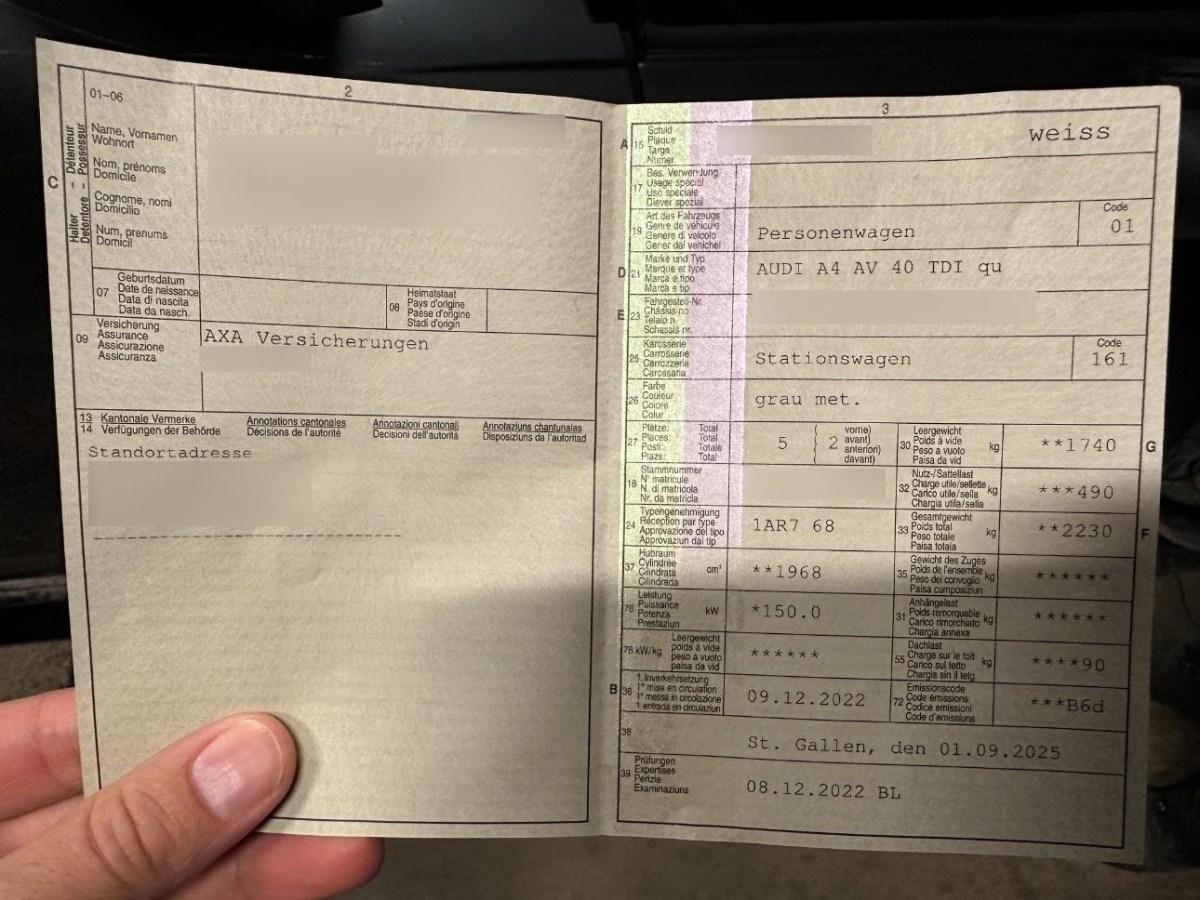 2
01-06
C
Halter - Détenteur
Detentore - Possessur
Name, Vornamen
Wohnort
Nom, prénoms
Domicile
Cognome, nomi
Domicilio
Num, prenums
Domicil
07
Geburtsdatum
Date de naissance
Data di nascita
Data da nasch.
08
Heimatstaat
Pays d'origine
Paese d'origine
Stadi d'origin
09
Versicherung
Assurance
Assicurazione
Assicuranza
AXA Versicherungen
13 Kantonale Vermerke
14 Verfügungen der Behörde
Annotations cantonales
Décisions de l'autorité
Annotazioni cantonali
Decisioni dell'autorità
Annotaziuns chantunalas
Disposiziuns da l'autoritad
Standortadresse
3
A 15
Schild
Plaque
Targa
Numer
weiss
17
Bes. Verwendung
Usage spécial
Uso speciale
Diever spezial
19
Art des Fahrzeugs
Genre de véhicule
Genere di veicolo
Gener dal vehichel
Personenwagen
Code
01
D 21
Marke und Typ
Marque et type
Marca e tipo
Marca e tip
AUDI A4 AV 40 TDI qu
E 23
Fahrgestell-Nr.
Châssis no
Telaio n.
Schassis nr.
25
Karosserie
Carrosserie
Carrozzeria
Carossaria
Stationswagen
Code
161
26
Farbe
Couleur
Colore
Colur
grau met.
27
Plätze: Total
Places: Total
Posti: Totale
Plazs: Total
5
2
vorne)
avant)
anteriori)
davant)
30
Leergewicht
Poids à vide
Peso a vuoto
Paisa da vid
kg
**1740
G
18
Stammnummer
N° matricule
N. di matricola
Nr. da matricla
32
Nutz-/Sattellast
Charge utile/sellette
Carico utile/sella
Chargia utila/sella
kg
***490
24
Typengenehmigung
Réception par type
Approvazione del tipo
Approvaziun dal tip
1AR7 68
33
Gesamtgewicht
Poids total
Peso totale
Paisa totala
kg
**2230
F
37
Hubraum
Cylindrée
Cilindrata
Cilindrada
cm³
**1968
35
Gewicht des Zuges
Poids de l'ensemble
Peso del convoglio
Paisa cumposiziun
kg
******
76
Leistung
Puissance
Potenza
Prestaziun
kW
*150.0
31
Anhängelast
Poids remorquable
Carico rimorchiato
Chargia annexa
kg
******
78 kW/kg
Leergewicht
poids à vide
peso a vuoto
paisa da vid
******
55
Dachlast
Charge sur le toit
Carico sul tetto
Chargia sin il tetg
kg
****90
B 36
1. Inverkehrsetzung
1re mise en circulation
1a messa in circolazione
1. entrada en circulaziun
09.12.2022
72
Emissionscode
Code émissions
Codice emissioni
Code d'emissiuns
***B6d
38
St. Gallen, den 01.09.2025
39
Prüfungen
Expertises
Perizie
Examinaziuns
08.12.2022 BL